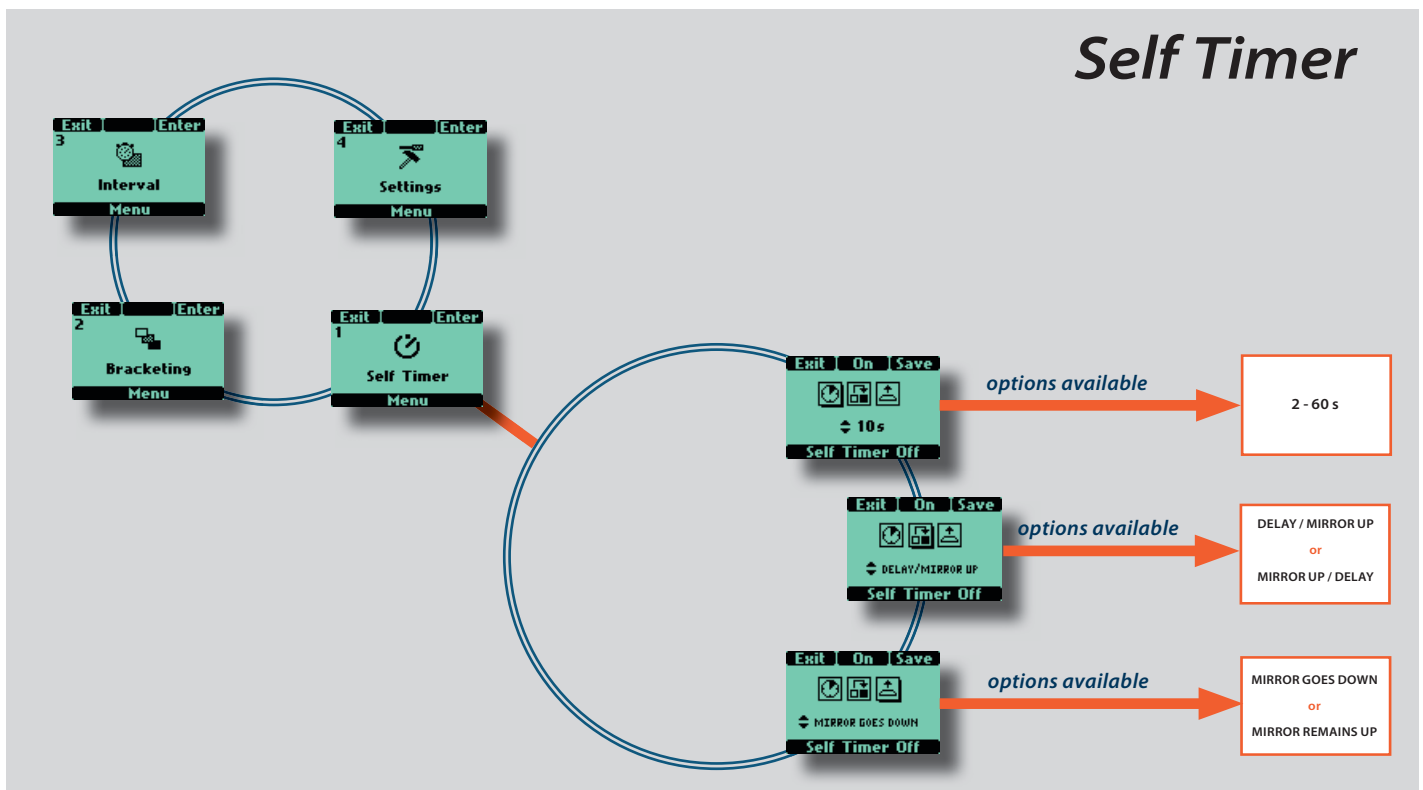 Self Timer
Exit Enter
3
Interval
Menu
Exit Enter
4
Settings
Menu
Exit Enter
2
Bracketing
Menu
Exit Enter
1
Self Timer
Menu
Exit On Save
10s
Self Timer Off
options available
2 - 60 s
Exit On Save
DELAY/MIRROR UP
Self Timer Off
options available
DELAY / MIRROR UP
or
MIRROR UP / DELAY
Exit On Save
MIRROR GOES DOWN
Self Timer Off
options available
MIRROR GOES DOWN
or
MIRROR REMAINS UP